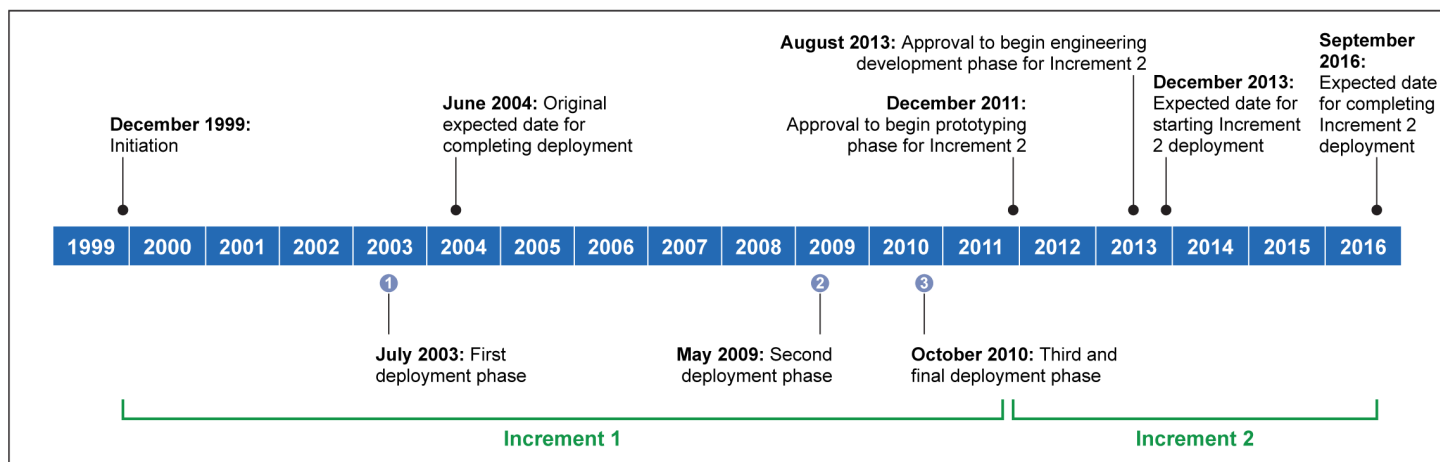 August 2013: Approval to begin engineering
development phase for Increment 2
September
2016:
Expected date
for completing
Increment 2
deployment
December 2013:
Expected date for
starting Increment
2 deployment
June 2004: Original
expected date for
completing deployment
December 2011:
Approval to begin prototyping
phase for Increment 2
December 1999:
Initiation
1999 2000 2001 2002 2003 2004 2005 2006 2007 2008 2009 2010 2011 2012 2013 2014 2015 2016
1 2 3
July 2003: First
deployment phase
May 2009: Second
deployment phase
October 2010: Third and
final deployment phase
Increment 1
Increment 2